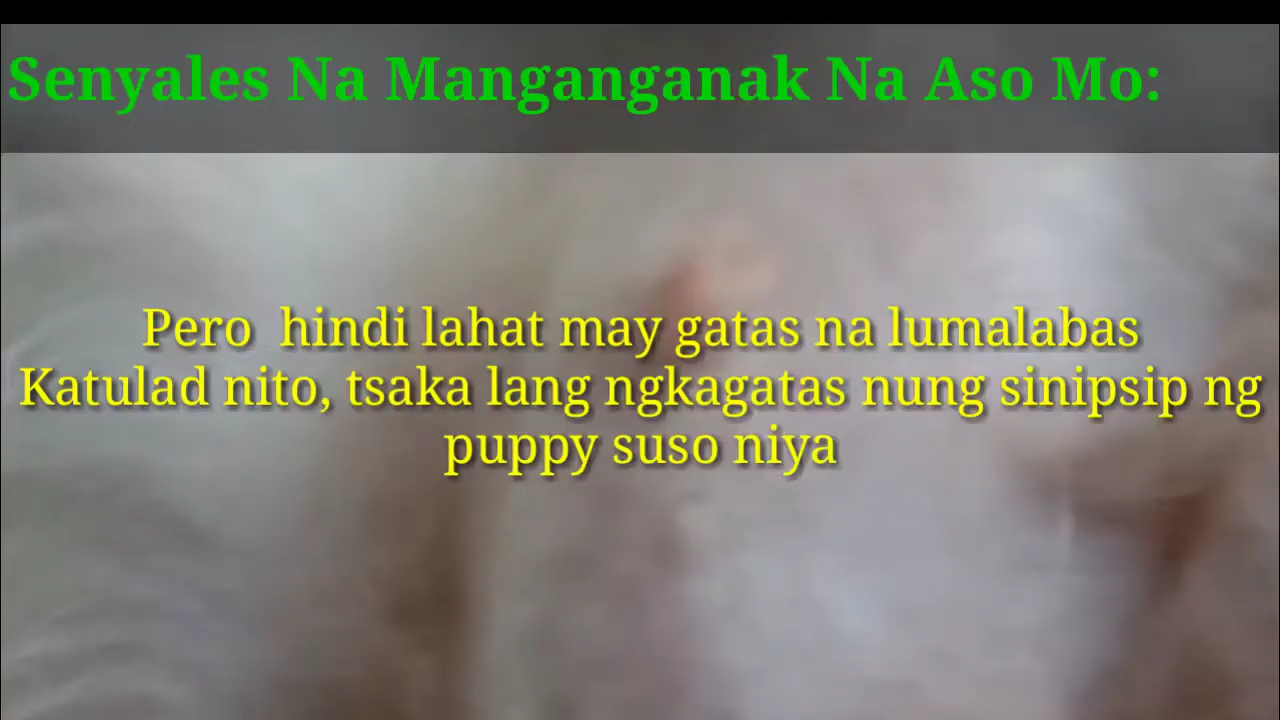 Senyales Na Manganganak Na Aso Mo:
Pero hindi lahat may gatas na lumalabas
Katulad nito, tsaka lang ngkagatas nung sinipsip ng
puppy suso niya